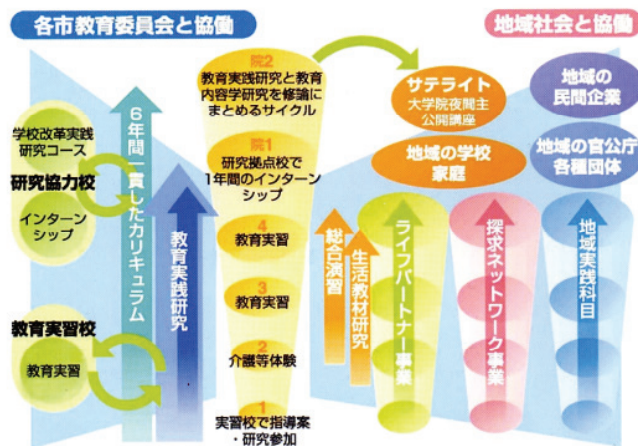 各市教育委員会と協働
地域社会と協働
学校改革実践
研究コース
研究協力校
インターン
シップ
教育実習校
教育実習
6年間一貫したカリキュラム
教育実践研究
院2
教育実践研究と教育
内容学研究を修論に
まとめるサイクル
院1
研究拠点校で
1年間のインターン
シップ
4
教育実習
3
教育実習
2
介護等体験
1
実習校で指導案
・研究参加
総合演習
生活教材研究
サテライト
大学院夜間主
公開講座
地域の学校
家庭
ライフパートナー事業
探求ネットワーク事業
地域の
民間企業
地域の官公庁
各種団体
地域実践科目